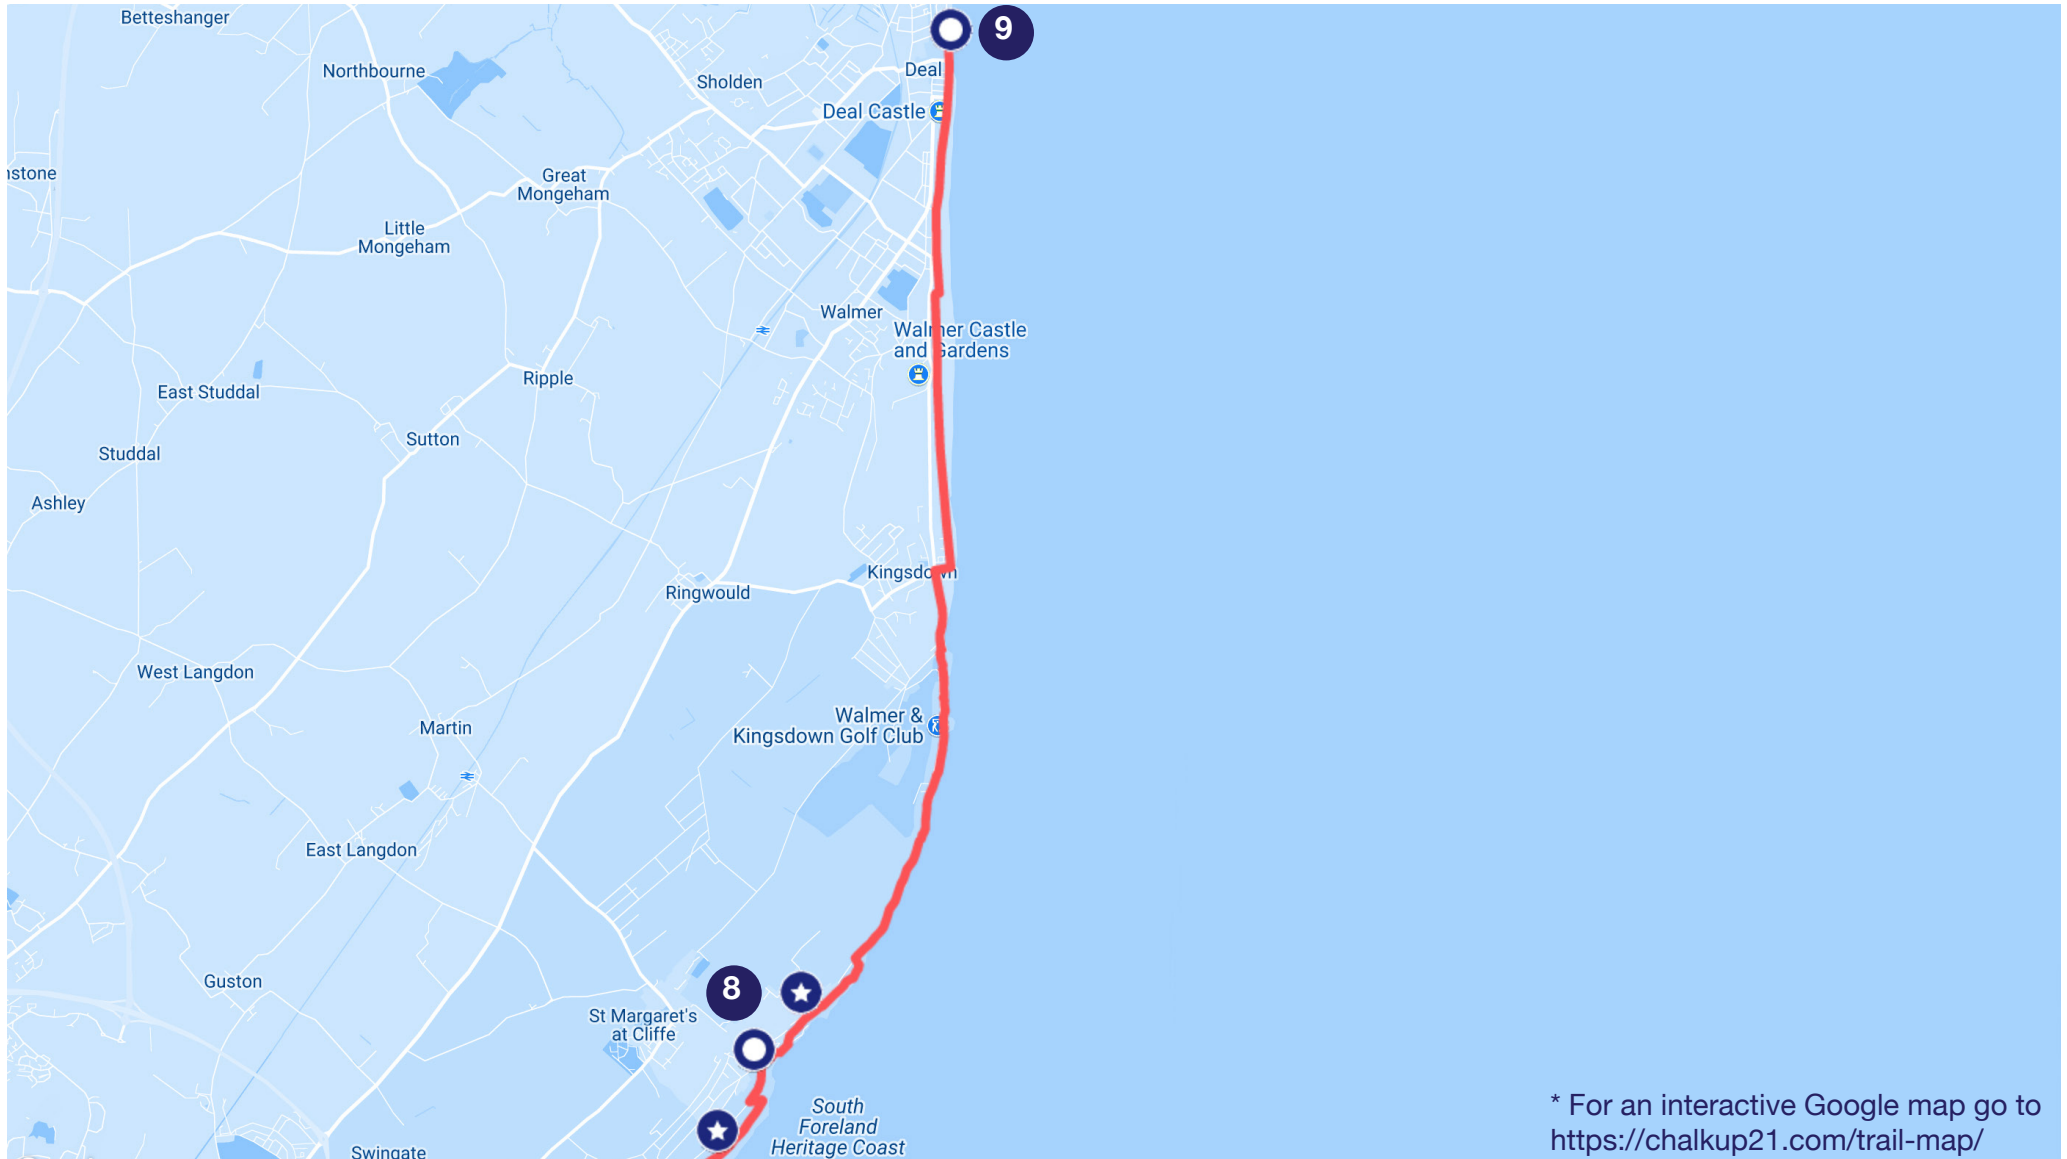 Betteshanger
9
Northbourne
Deal
Sholden
Deal Castle
Great
Mongeham
Little
Mongeham
Walmer
Walmer Castle
and Gardens
Ripple
East Studdal
Sutton
Studdal
Ashley
Kingsdown
Ringwould
West Langdon
Walmer &
Kingsdown Golf Club
Martin
East Langdon
Guston
8
St Margaret's
at Cliffe
South
Foreland
Heritage Coast
Swingate
* For an interactive Google map go to
https://chalkup21.com/trail-map/